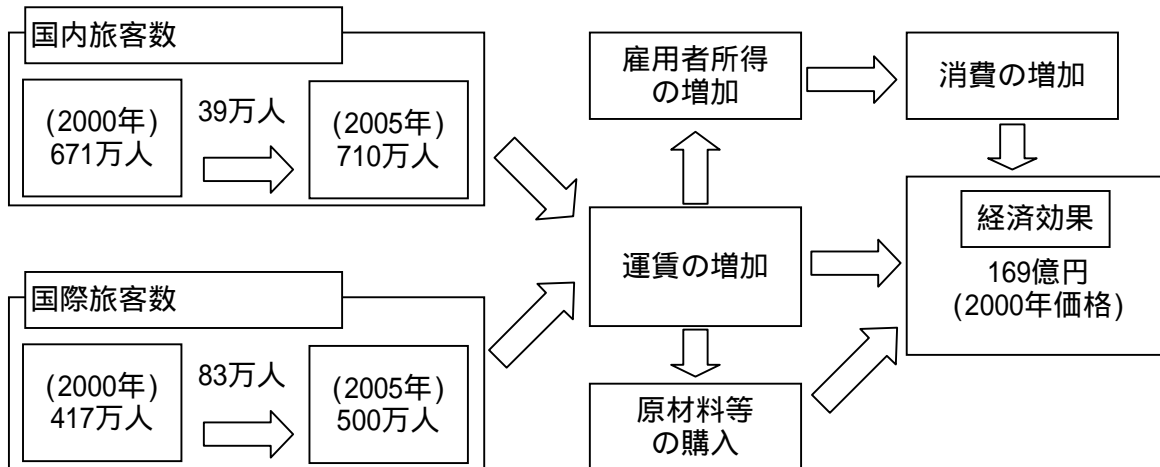 国内旅客数
(2000年)
671万人
39万人
(2005年)
710万人
国際旅客数
(2000年)
417万人
83万人
(2005年)
500万人
雇用者所得
の増加
運賃の増加
原材料等
の購入
消費の増加
経済効果
169億円
(2000年価格)